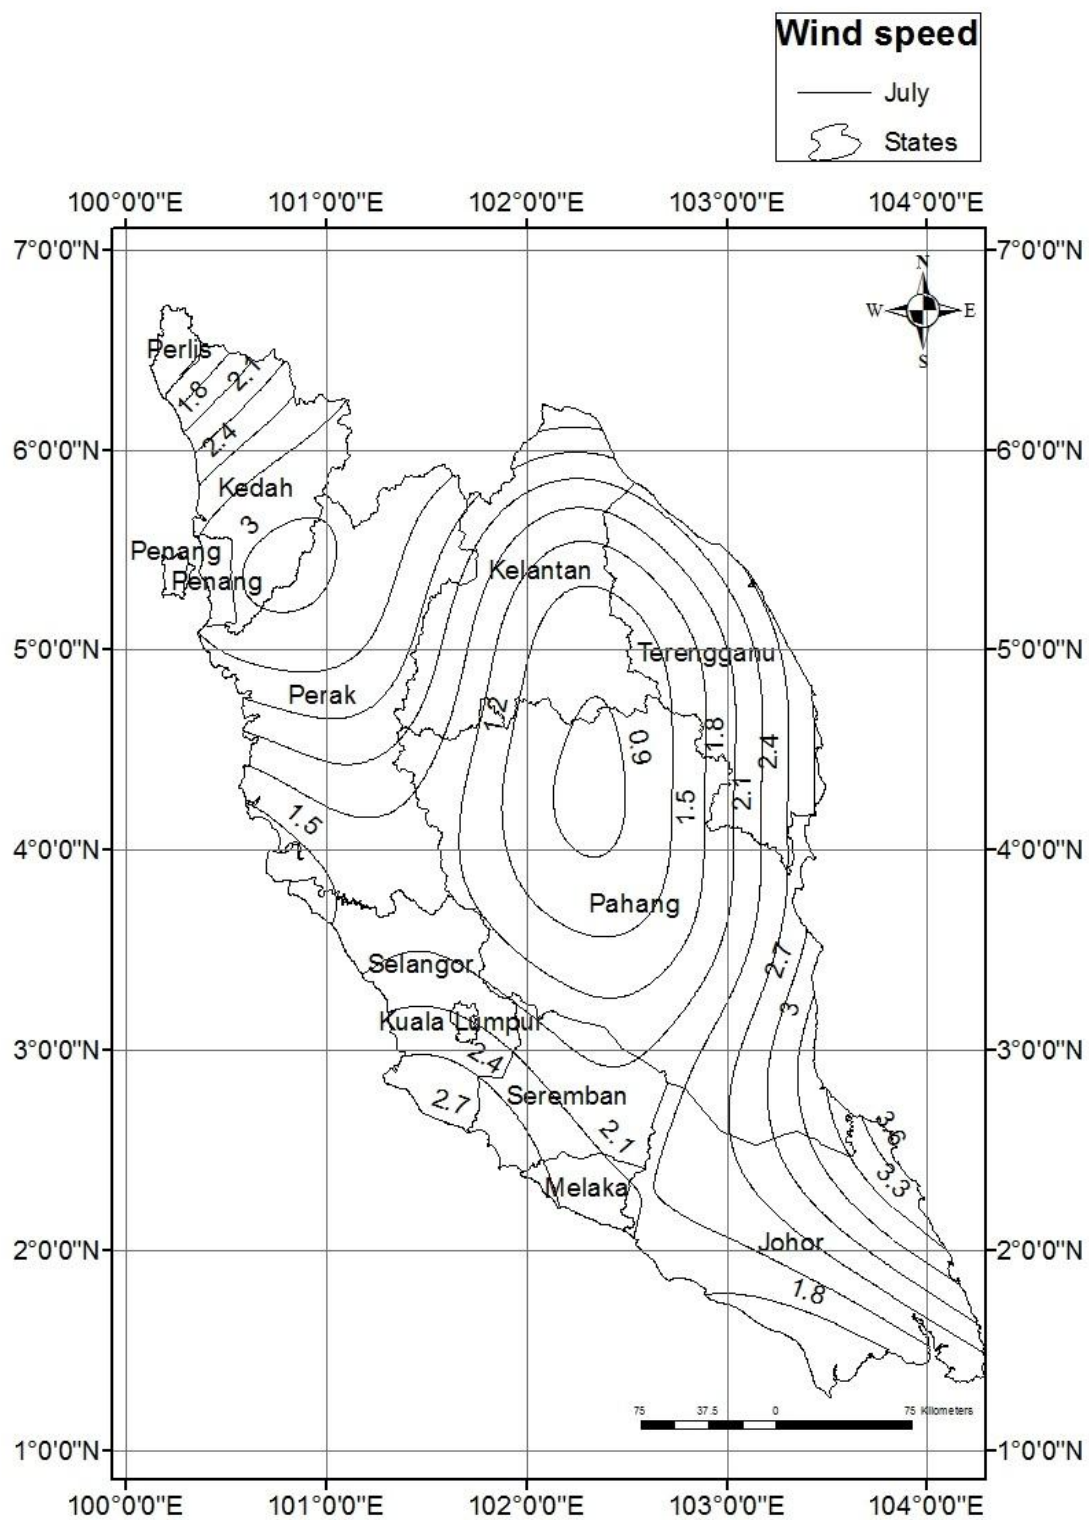 Wind speed
July
States
100°0'0"E 101°0'0"E 102°0'0"E 103°0'0"E 104°0'0"E
7°0'0"N 7°0'0"N
N
W E
S
Perlis
2.1
1.8
2.4
6°0'0"N 6°0'0"N
Kedah
3
Penang
Penang
Kelantan
5°0'0"N 5°0'0"N
Terengganu
Perak
1.2
0.9
1.8
2.4
2.1
1.5
1.5
4°0'0"N 4°0'0"N
Pahang
2.7
Selangor
3
Kuala Lumpur
3°0'0"N 3°0'0"N
2.4
Seremban
2.7
2.1
3.6
3.3
Melaka
2°0'0"N 2°0'0"N
Johor
1.8
75 37.5 0 75 Kilometers
1°0'0"N 1°0'0"N
100°0'0"E 101°0'0"E 102°0'0"E 103°0'0"E 104°0'0"E